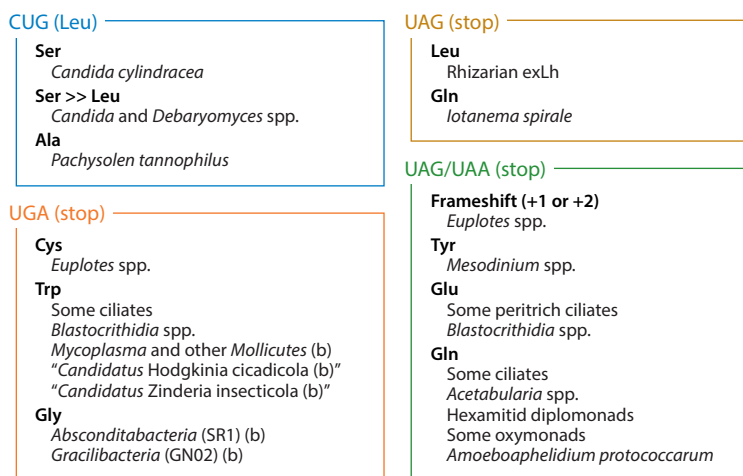 CUG (Leu)
Ser
Candida cylindracea
Ser >> Leu
Candida and Debaryomyces spp.
Ala
Pachysolen tannophilus
UGA (stop)
Cys
Euplotes spp.
Trp
Some ciliates
Blastocrithidia spp.
Mycoplasma and other Mollicutes (b)
“Candidatus Hodgkinia cicadicola (b)”
“Candidatus Zinderia insecticola (b)”
Gly
Absconditabacteria (SR1) (b)
Gracilibacteria (GN02) (b)
UAG (stop)
Leu
Rhizarian exLh
Gln
Iotanema spirale
UAG/UAA (stop)
Frameshift (+1 or +2)
Euplotes spp.
Tyr
Mesodinium spp.
Glu
Some peritrich ciliates
Blastocrithidia spp.
Gln
Some ciliates
Acetabularia spp.
Hexamitid diplomonads
Some oxymonads
Amoeboaphelidium protococcarum